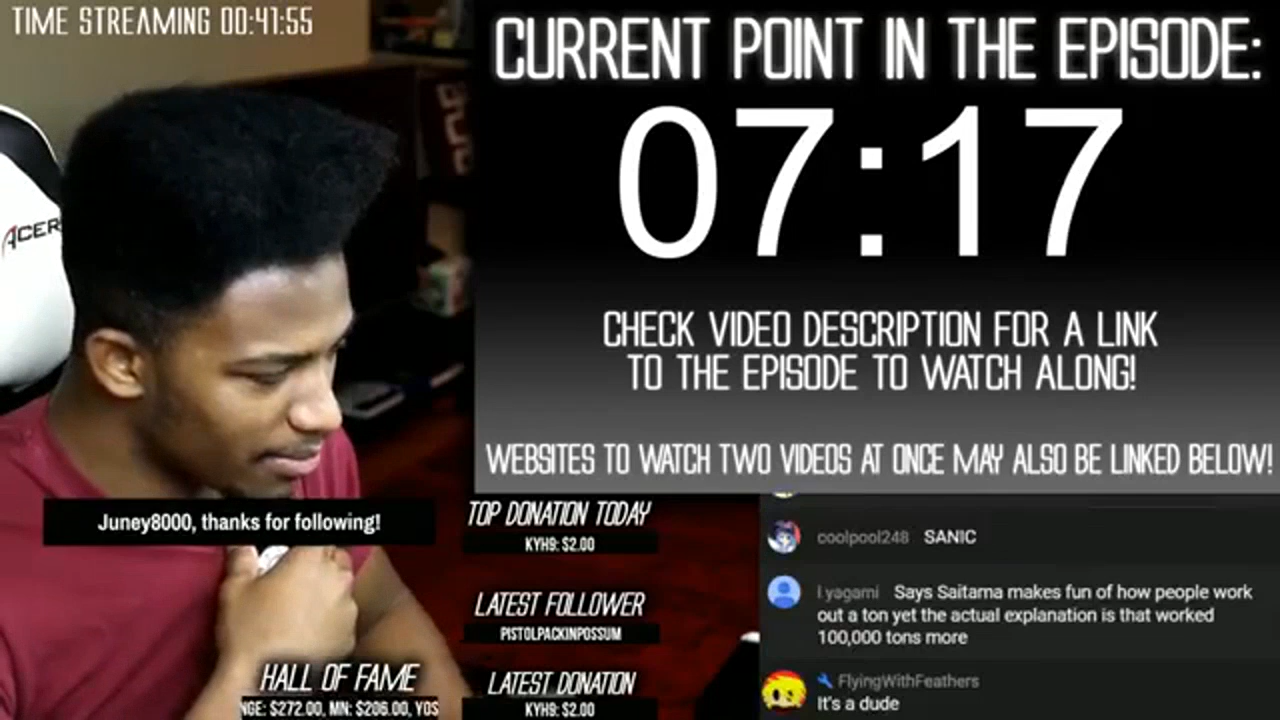 TIME STREAMING 00:41:55
CURRENT POINT IN THE EPISODE:
07:17
CHECK VIDEO DESCRIPTION FOR A LINK
TO THE EPISODE TO WATCH ALONG!
WEBSITES TO WATCH TWO VIDEOS AT ONCE MAY ALSO BE LINKED BELOW!
ACER
Juney8000, thanks for following!
TOP DONATION TODAY
KYH9: $2.00
LATEST FOLLOWER
PISTOLPACKINPOSSUM
LATEST DONATION
KYH9: $2.00
HALL OF FAME
NGE: $272.00, MN: $206.00, YOS
coolpool248 SANIC
l yagami Says Saitama makes fun of how people work
out a ton yet the actual explanation is that worked
100,000 tons more
FlyingWithFeathers
It's a dude